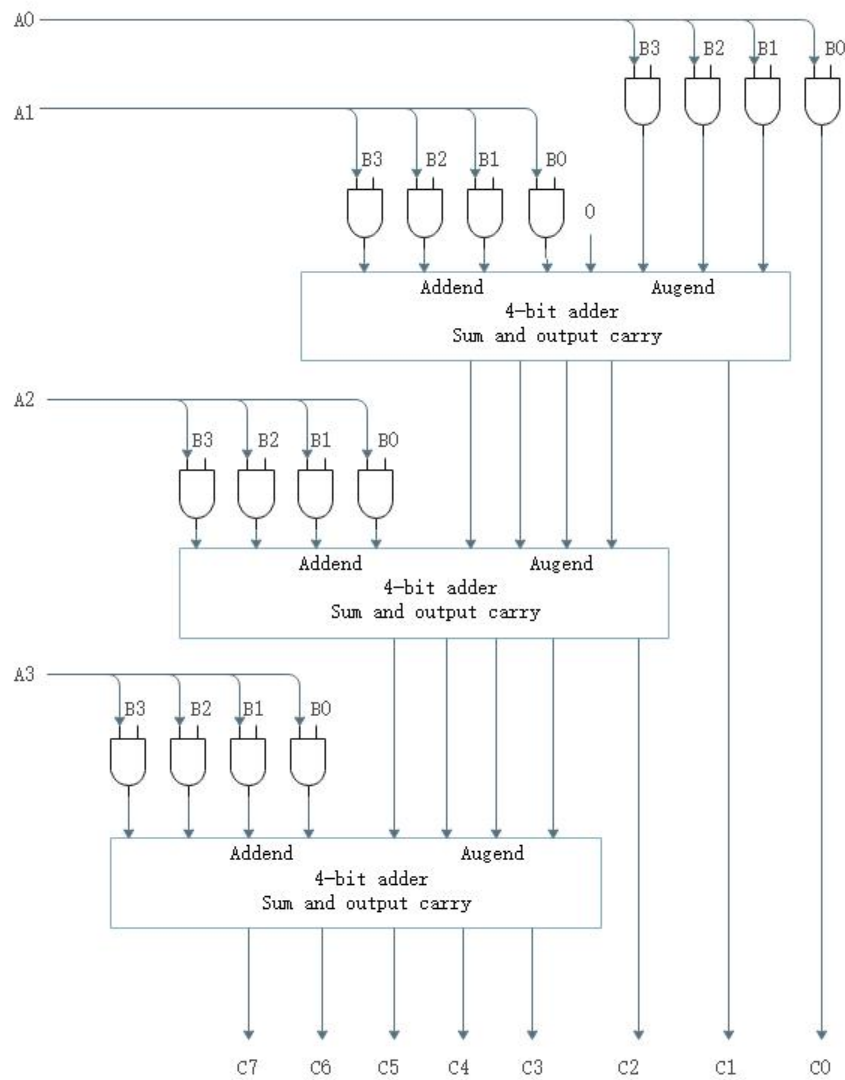 A0
B3 B2 B1 B0
A1
B3 B2 B1 B0
0
Addend Augend
4-bit adder
Sum and output carry
A2
B3 B2 B1 B0
Addend Augend
4-bit adder
Sum and output carry
A3
B3 B2 B1 B0
Addend Augend
4-bit adder
Sum and output carry
C7 C6 C5 C4 C3 C2 C1 C0